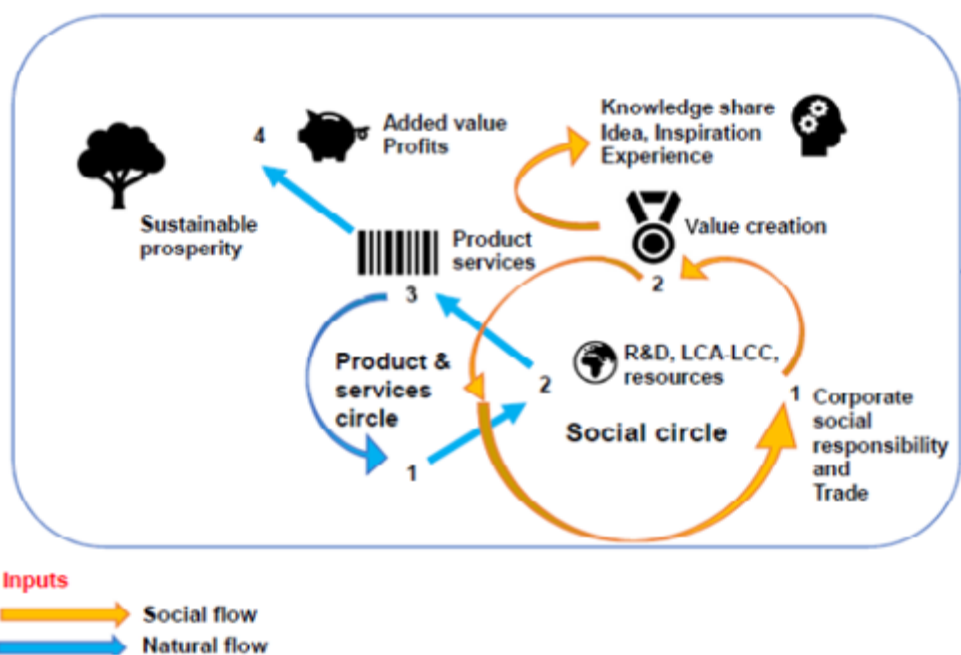 Knowledge share
Idea, Inspiration
Experience
4
Added value
Profits
Sustainable
prosperity
Product
services
Value creation
3
2
Product &
services
circle
R&D, LCA-LCC,
resources
2
1
Corporate
social
responsibility
and
Trade
Social circle
1
Inputs
Social flow
Natural flow